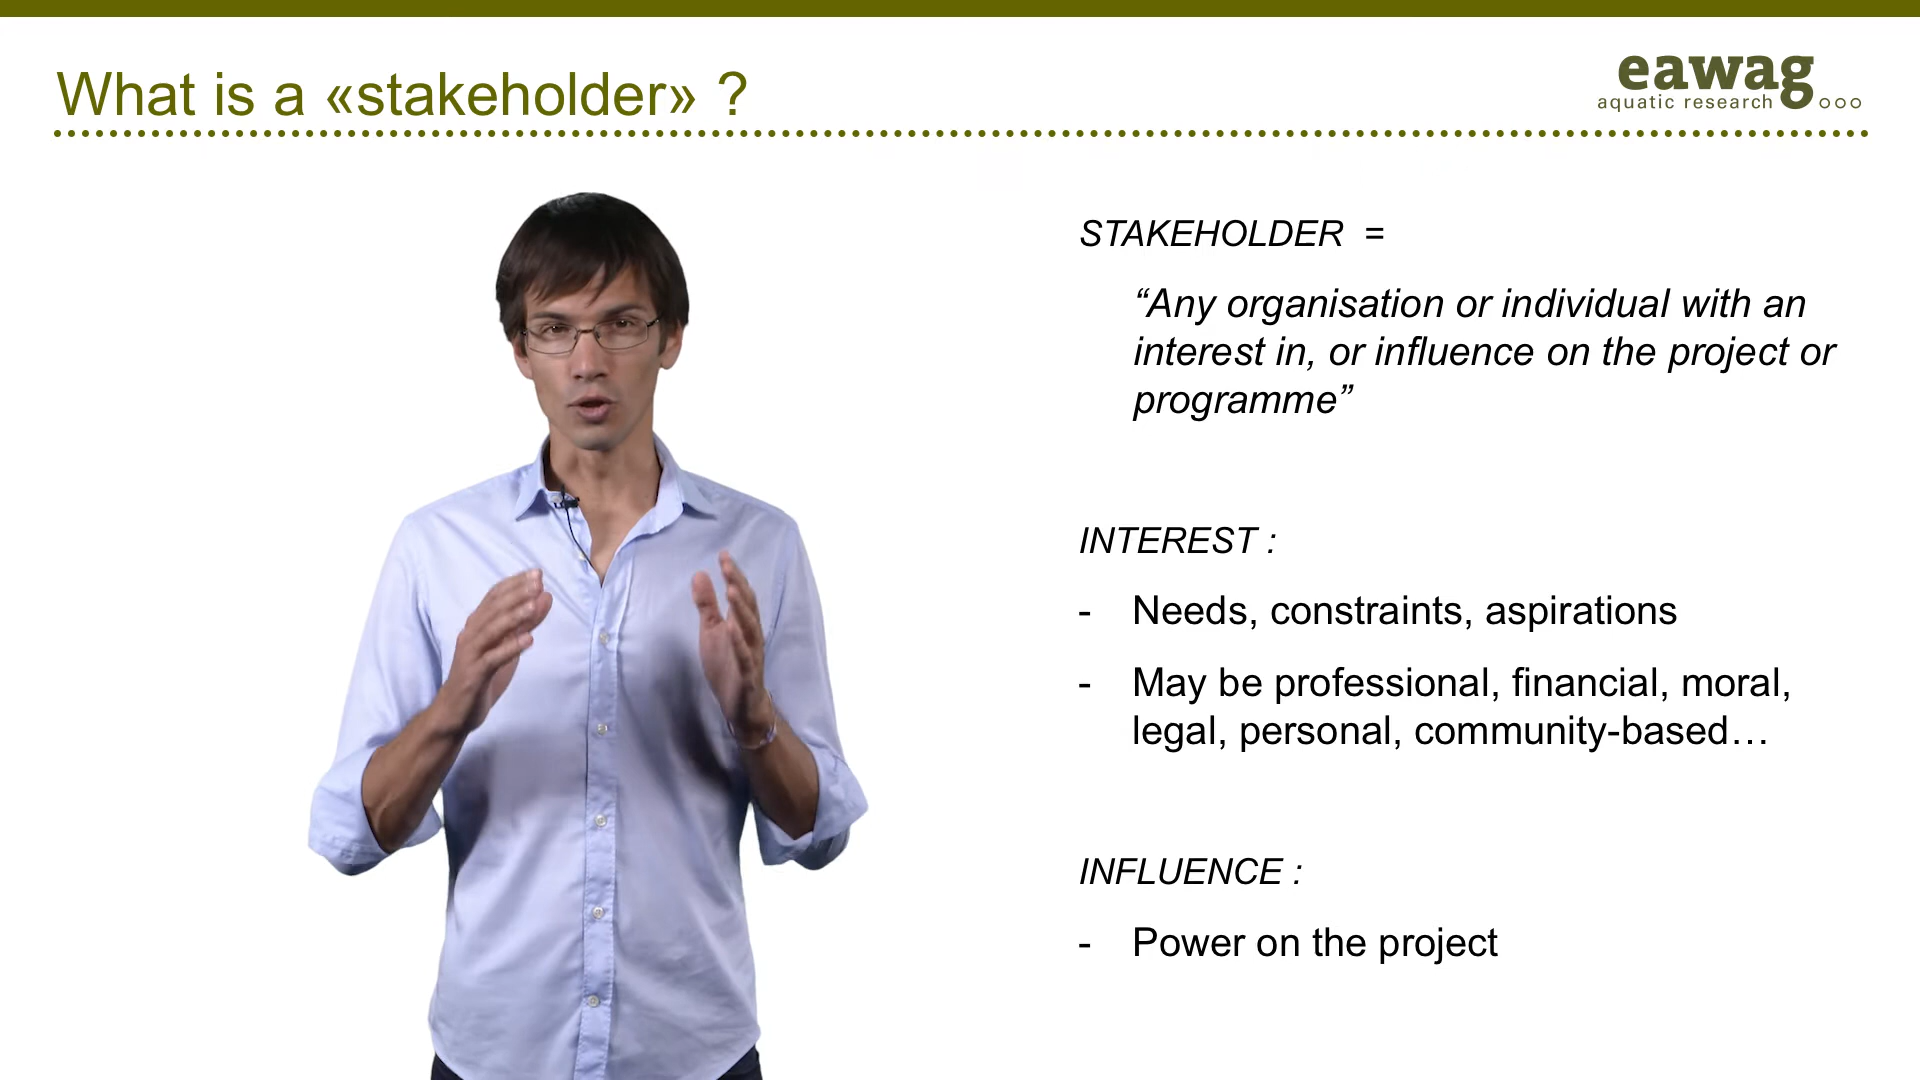 What is a «stakeholder» ?
eawag
aquatic research
STAKEHOLDER =
“Any organisation or individual with an
interest in, or influence on the project or
programme”
INTEREST :
- Needs, constraints, aspirations
- May be professional, financial, moral,
legal, personal, community-based…
INFLUENCE :
- Power on the project